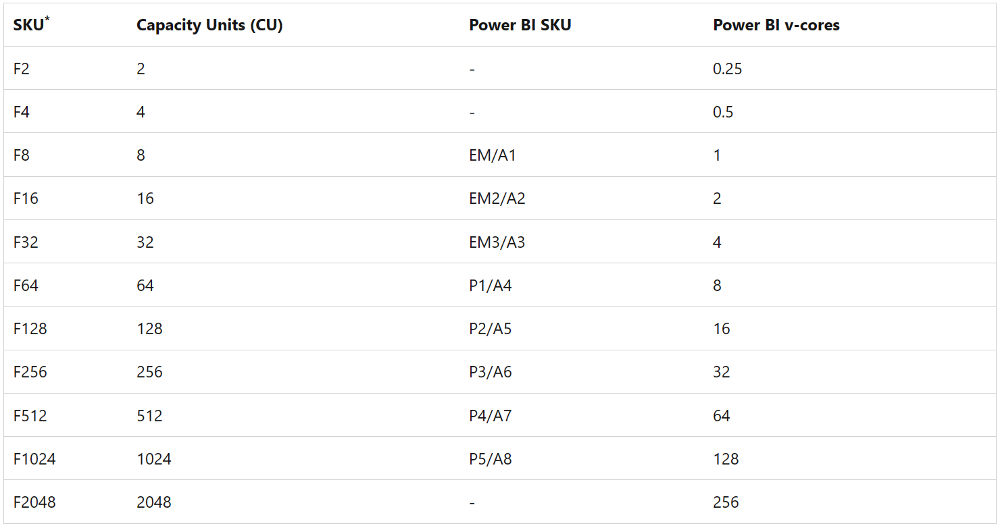 SKU* Capacity Units (CU) Power BI SKU Power BI v-cores
F2 2 - 0.25
F4 4 - 0.5
F8 8 EM/A1 1
F16 16 EM2/A2 2
F32 32 EM3/A3 4
F64 64 P1/A4 8
F128 128 P2/A5 16
F256 256 P3/A6 32
F512 512 P4/A7 64
F1024 1024 P5/A8 128
F2048 2048 - 256